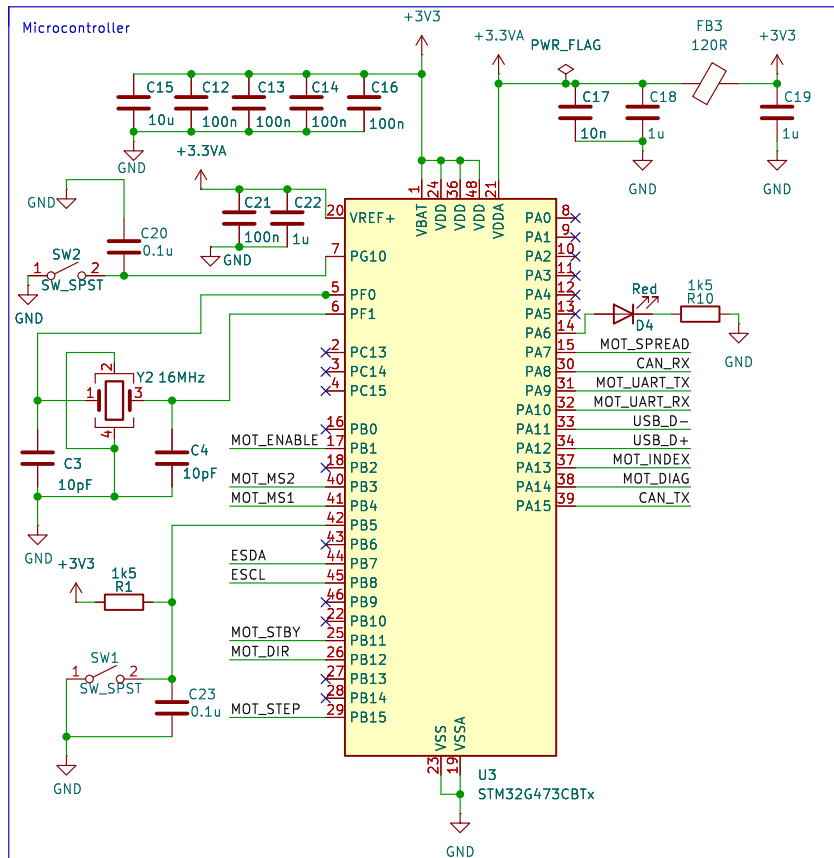 Microcontroller
+3V3
+3.3VA
PWR_FLAG
FB3
120R
+3V3
C15
10u
C12
100n
C13
100n
C14
100n
C16
100n
C17
10n
C18
1u
C19
1u
GND
GND
GND
+3.3VA
GND
C21
100n
C22
1u
GND
C20
0.1u
SW2
1 2
SW_SPST
GND
1 VBAT
24 VDD
36 VDD
48 VDD
21 VDDA
20 VREF+
7 PG10
5 PF0
6 PF1
2 PC13
3 PC14
4 PC15
16 PB0
MOT_ENABLE 17 PB1
18 PB2
MOT_MS2 40 PB3
MOT_MS1 41 PB4
42 PB5
43 PB6
ESDA 44 PB7
ESCL 45 PB8
46 PB9
22 PB10
MOT_STBY 25 PB11
MOT_DIR 26 PB12
27 PB13
28 PB14
MOT_STEP 29 PB15
PA0 8
PA1 9
PA2 10
PA3 11
PA4 12
PA5 13
PA6 14
PA7 15 MOT_SPREAD
PA8 30 CAN_RX
PA9 31 MOT_UART_TX
PA10 32 MOT_UART_RX
PA11 33 USB_D-
PA12 34 USB_D+
PA13 37 MOT_INDEX
PA14 38 MOT_DIAG
PA15 39 CAN_TX
Red
D4
1k5
R10
GND
Y2 16MHz
2
1 3
4
C3
10pF
C4
10pF
GND
+3V3
1k5
R1
SW1
1 2
SW_SPST
C23
0.1u
GND
VSS 23
VSSA 19
U3
STM32G473CBTx
GND